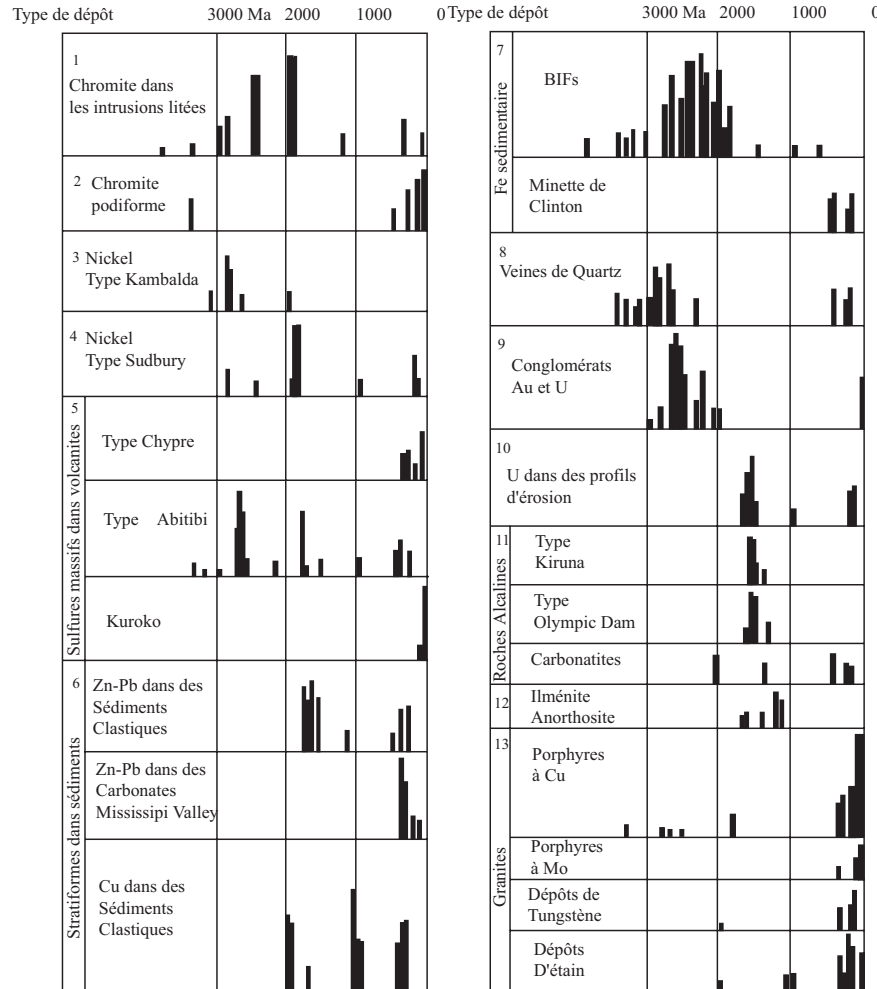 Type de dépôt 3000 Ma 2000 1000 0
1
Chromite dans
les intrusions litées
2 Chromite
podiforme
3 Nickel
Type Kambalda
4 Nickel
Type Sudbury
Sulfures massifs dans volcanites
5
Type Chypre
Type Abitibi
Kuroko
Stratiformes dans sédiments
6 Zn-Pb dans des
Sédiments
Clastiques
Zn-Pb dans des
Carbonates
Mississipi Valley
Cu dans des
Sédiments
Clastiques
Type de dépôt 3000 Ma 2000 1000 0
Fe sedimentaire
7
BIFs
Minette de
Clinton
8
Veines de Quartz
9
Conglomérats
Au et U
10
U dans des profils
d'érosion
Roches Alcalines
11 Type
Kiruna
Type
Olympic Dam
Carbonatites
12 Ilménite
Anorthosite
Granites
13
Porphyres
à Cu
Porphyres
à Mo
Dépôts de
Tungstène
Dépôts
D'étain